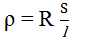 ρ = R s/l